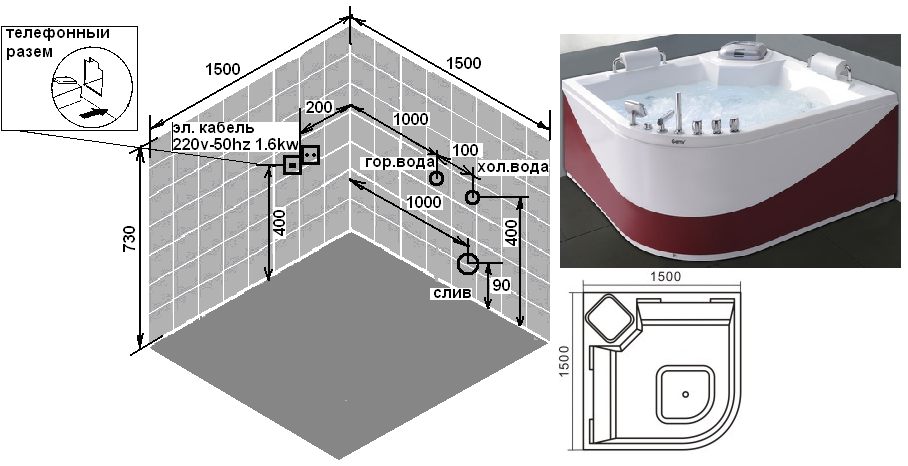 телефонный
разем
1500
1500
200
1000
эл. кабель
220v-50hz 1.6kw
100
гор.вода
хол.вода
1000
730
400
400
90
слив
1500
1500